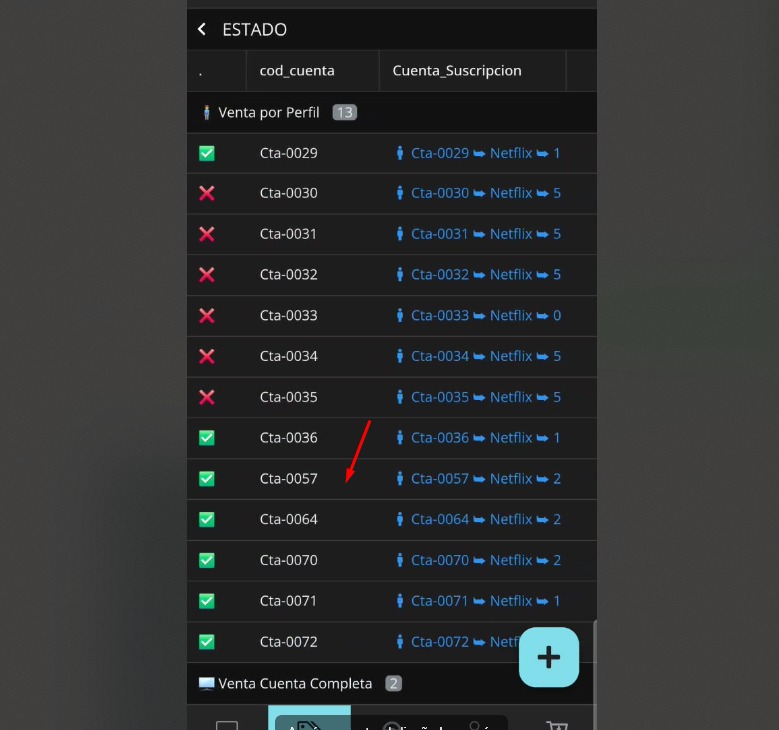 ESTADO
. cod_cuenta Cuenta_Suscripcion
Venta por Perfil 13
Cta-0029 Cta-0029 ➥ Netflix ➥ 1
Cta-0030 Cta-0030 ➥ Netflix ➥ 5
Cta-0031 Cta-0031 ➥ Netflix ➥ 5
Cta-0032 Cta-0032 ➥ Netflix ➥ 5
Cta-0033 Cta-0033 ➥ Netflix ➥ 0
Cta-0034 Cta-0034 ➥ Netflix ➥ 5
Cta-0035 Cta-0035 ➥ Netflix ➥ 5
Cta-0036 Cta-0036 ➥ Netflix ➥ 1
Cta-0057 Cta-0057 ➥ Netflix ➥ 2
Cta-0064 Cta-0064 ➥ Netflix ➥ 2
Cta-0070 Cta-0070 ➥ Netflix ➥ 2
Cta-0071 Cta-0071 ➥ Netflix ➥ 1
Cta-0072 Cta-0072 ➥
Venta Cuenta Completa 2